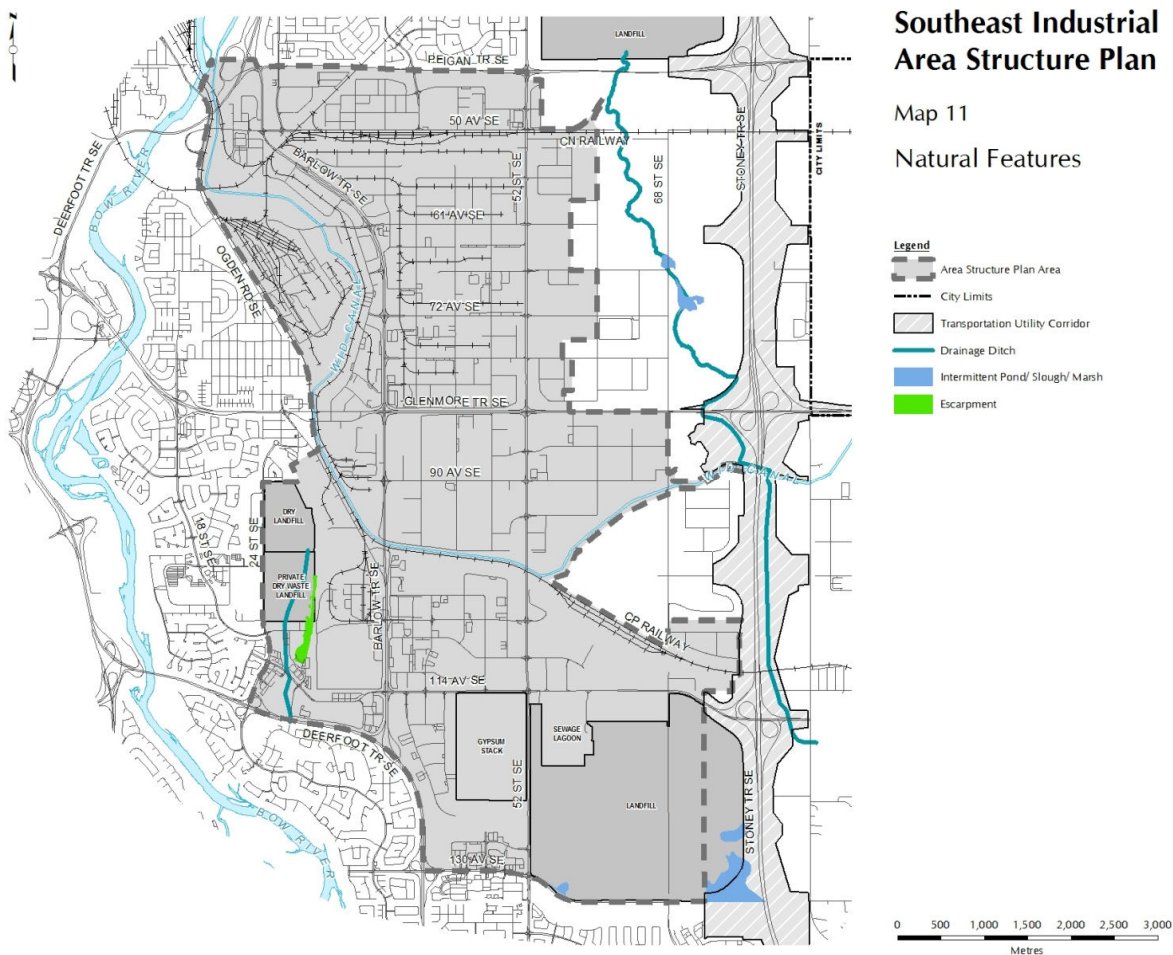 Southeast Industrial
Area Structure Plan
Map 11
Natural Features
Legend
Area Structure Plan Area
City Limits
Transportation Utility Corridor
Drainage Ditch
Intermittent Pond/ Slough/ Marsh
Escarpment
N
LANDFILL
PEIGAN TR SE
50 AV SE
CN RAILWAY
BARLOW TR SE
52 ST SE
68 ST SE
STONEY TR SE
CITY LIMITS
DEERFOOT TR SE
BOW RIVER
61 AV SE
OGDEN RD SE
72 AV SE
WID CANAL
GLENMORE TR SE
90 AV SE
WID CANAL
DRY
LANDFILL
24 ST SE
18 ST SE
PRIVATE
DRY WASTE
LANDFILL
BARLOW TR SE
CP RAILWAY
114 AV SE
DEERFOOT TR SE
GYPSUM
STACK
SEWAGE
LAGOON
52 ST SE
LANDFILL
STONEY TR SE
BOW RIVER
130 AV SE
0 500 1,000 1,500 2,000 2,500 3,000
Metres